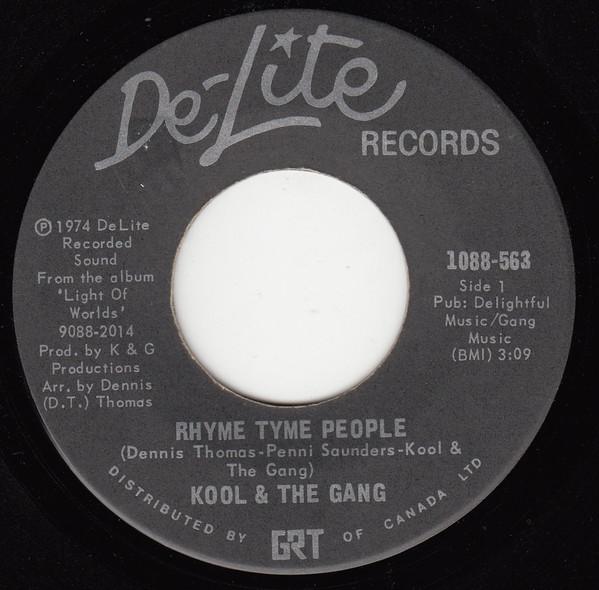 De-Lite
RECORDS
Ⓟ 1974 DeLite
Recorded
Sound
From the album
'Light Of
Worlds'
9088-2014
Prod. by K & G
Productions
Arr. by Dennis
(D.T.) Thomas
1088-563
Side 1
Pub: Delightful
Music/Gang
Music
(BMI) 3:09
RHYME TYME PEOPLE
(Dennis Thomas-Penni Saunders-Kool &
The Gang)
KOOL & THE GANG
DISTRIBUTED BY GRT OF CANADA LTD